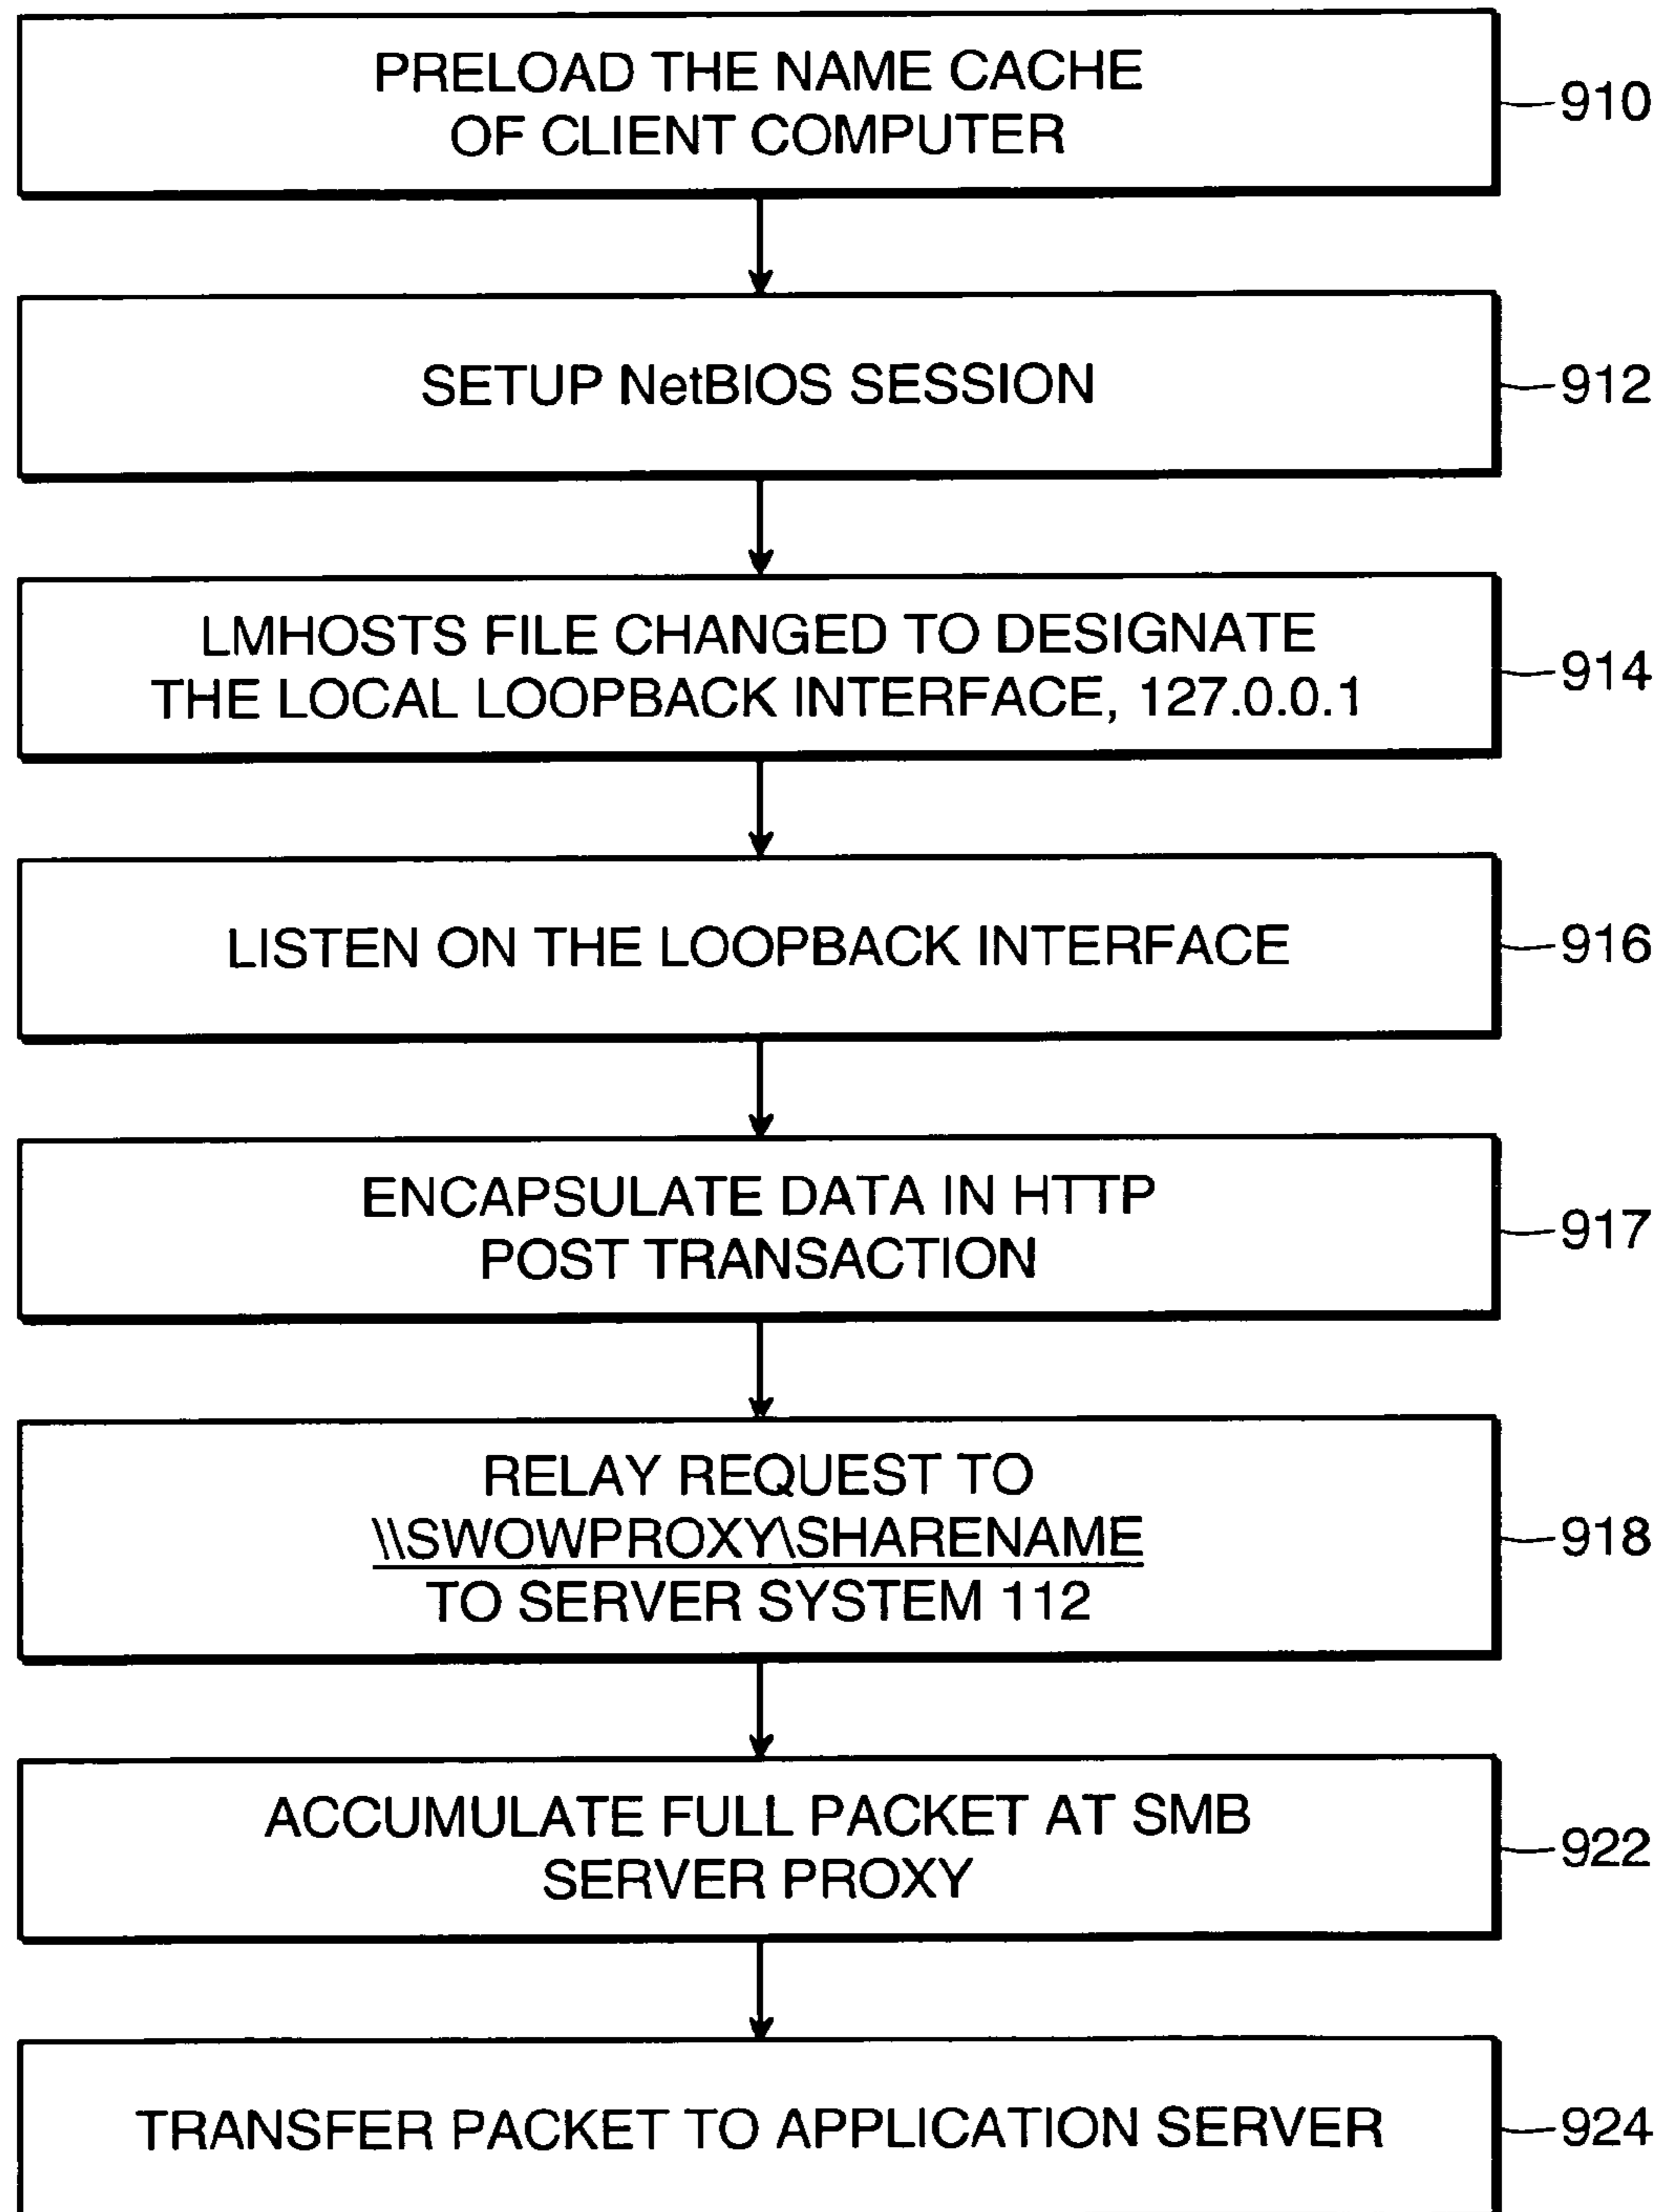 PRELOAD THE NAME CACHE
OF CLIENT COMPUTER
910
SETUP NetBIOS SESSION
912
LMHOSTS FILE CHANGED TO DESIGNATE
THE LOCAL LOOPBACK INTERFACE, 127.0.0.1
914
LISTEN ON THE LOOPBACK INTERFACE
916
ENCAPSULATE DATA IN HTTP
POST TRANSACTION
917
RELAY REQUEST TO
\\SWOWPROXY\SHARENAME
TO SERVER SYSTEM 112
918
ACCUMULATE FULL PACKET AT SMB
SERVER PROXY
922
TRANSFER PACKET TO APPLICATION SERVER
924